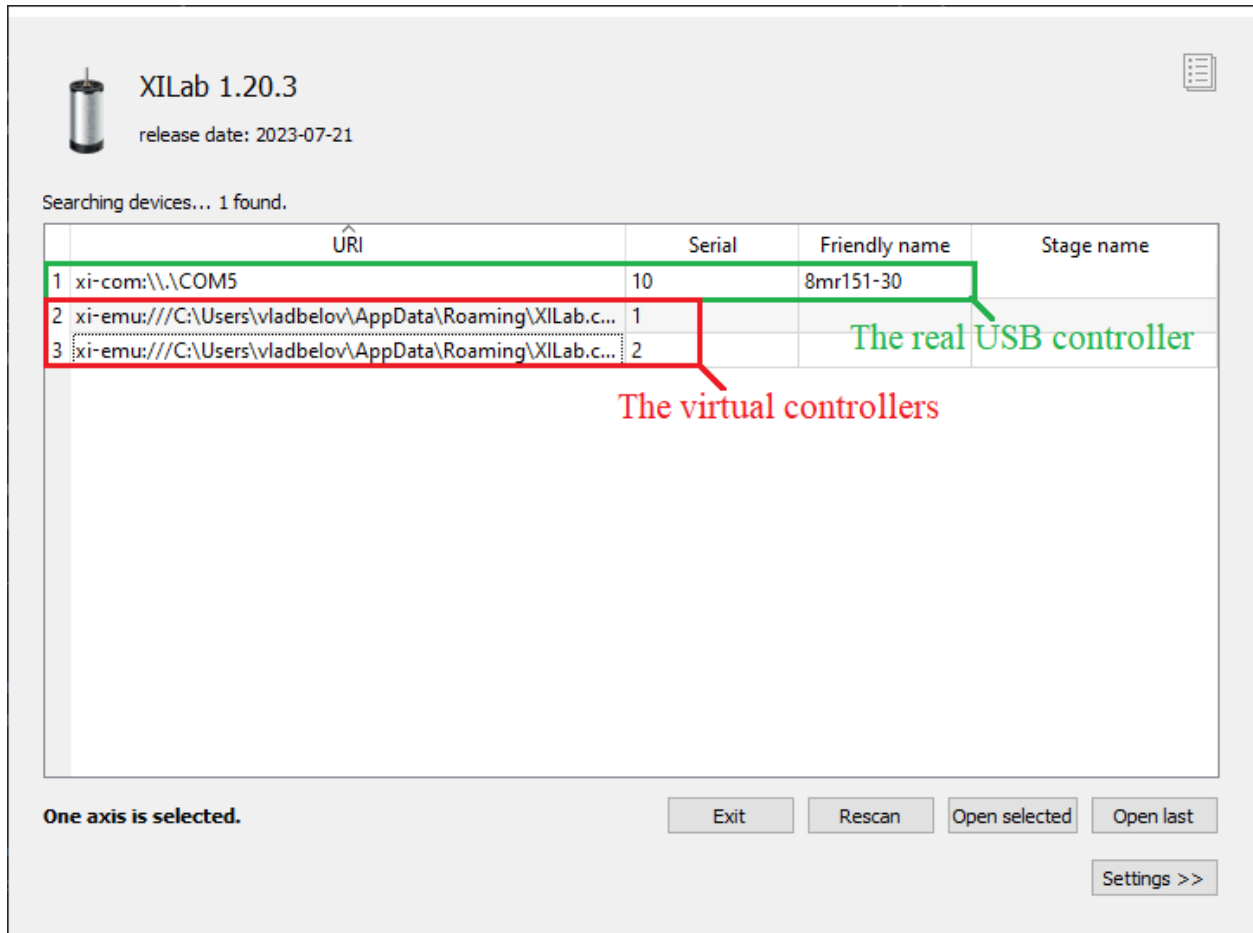 XILab 1.20.3
release date: 2023-07-21
Searching devices... 1 found.
URI Serial Friendly name Stage name
1 xi-com:\\.\COM5 10 8mr151-30
2 xi-emu:///C:\Users\vladbelov\AppData\Roaming\XILab.c... 1
3 xi-emu:///C:\Users\vladbelov\AppData\Roaming\XILab.c... 2
The real USB controller
The virtual controllers
One axis is selected. Exit Rescan Open selected Open last
Settings >>